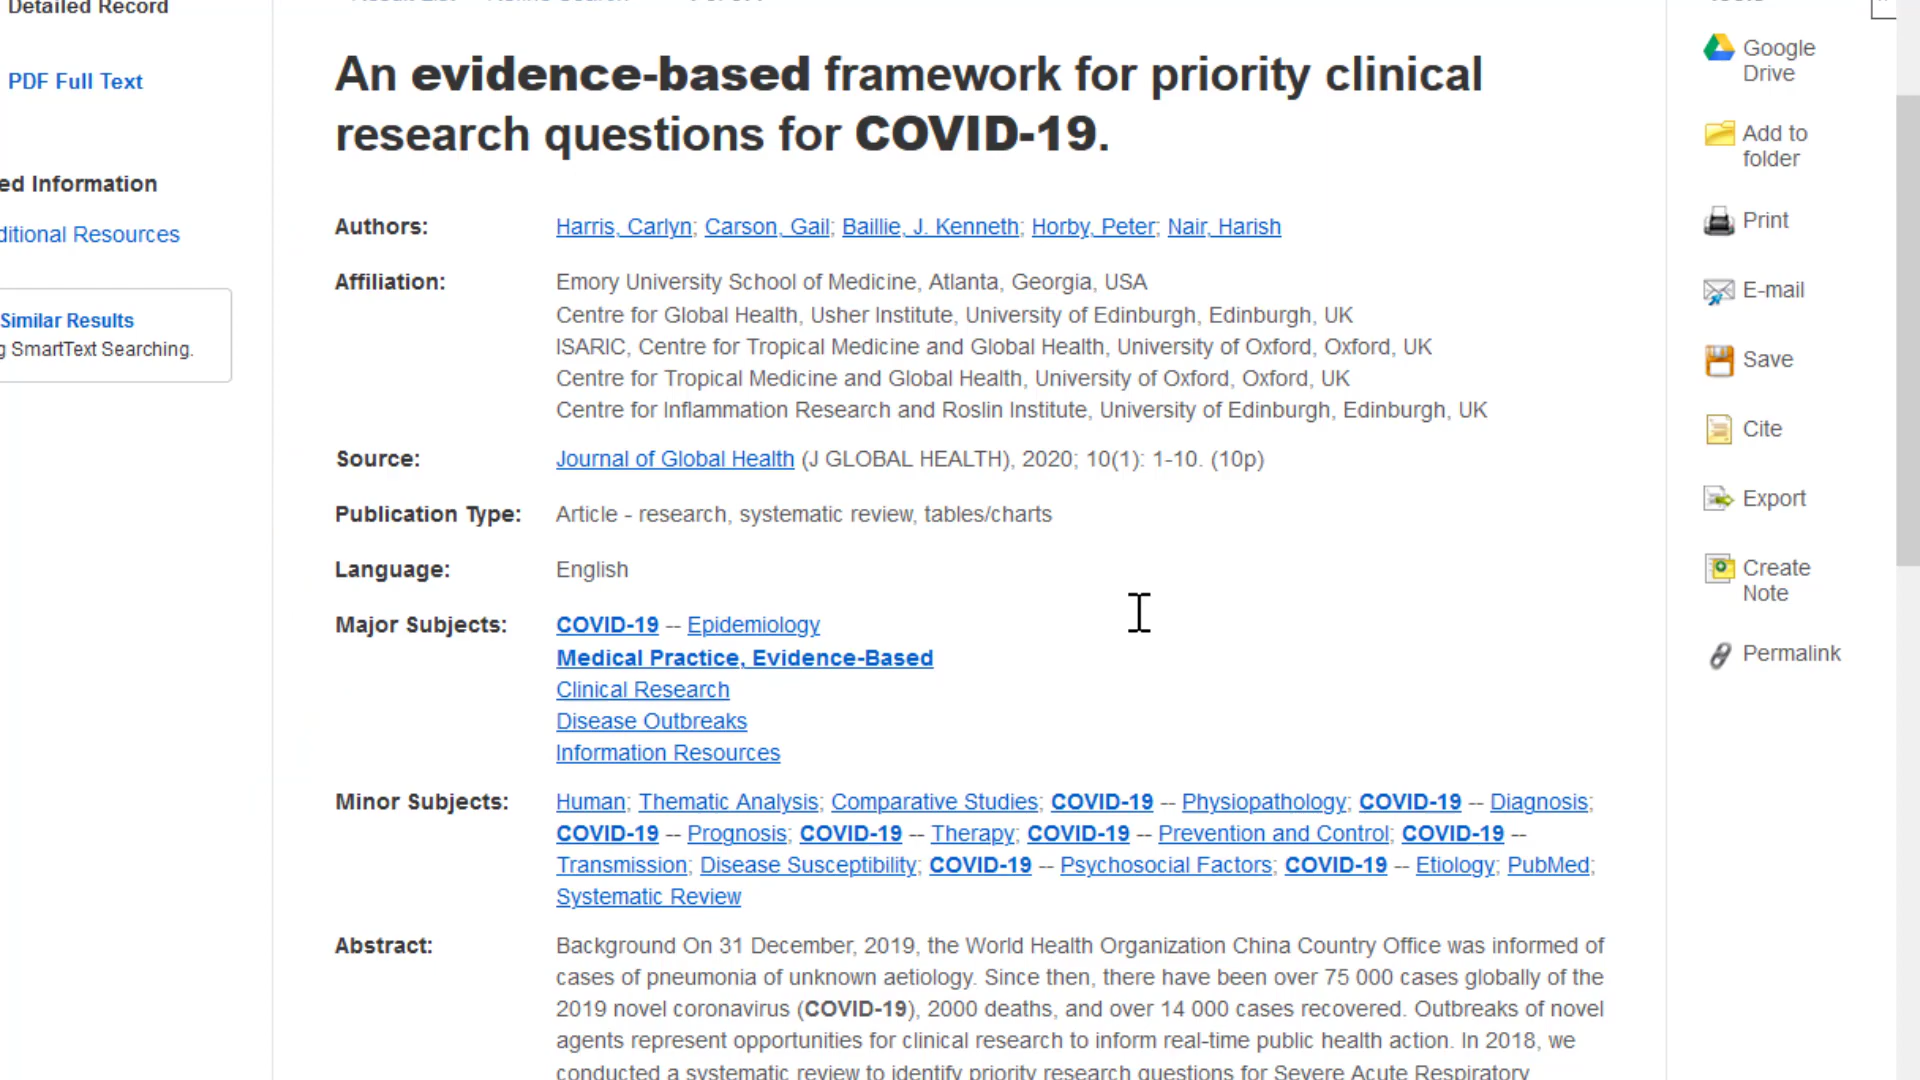 Detailed Record
PDF Full Text
ed Information
ditional Resources
Similar Results
g SmartText Searching.
An evidence-based framework for priority clinical
research questions for COVID-19.
Authors: Harris, Carlyn; Carson, Gail; Baillie, J. Kenneth; Horby, Peter; Nair, Harish
Affiliation: Emory University School of Medicine, Atlanta, Georgia, USA
Centre for Global Health, Usher Institute, University of Edinburgh, Edinburgh, UK
ISARIC, Centre for Tropical Medicine and Global Health, University of Oxford, Oxford, UK
Centre for Tropical Medicine and Global Health, University of Oxford, Oxford, UK
Centre for Inflammation Research and Roslin Institute, University of Edinburgh, Edinburgh, UK
Source: Journal of Global Health (J GLOBAL HEALTH), 2020; 10(1): 1-10. (10p)
Publication Type: Article - research, systematic review, tables/charts
Language: English
Major Subjects: COVID-19 -- Epidemiology
Medical Practice, Evidence-Based
Clinical Research
Disease Outbreaks
Information Resources
Minor Subjects: Human; Thematic Analysis; Comparative Studies; COVID-19 -- Physiopathology; COVID-19 -- Diagnosis;
COVID-19 -- Prognosis; COVID-19 -- Therapy; COVID-19 -- Prevention and Control; COVID-19 --
Transmission; Disease Susceptibility; COVID-19 -- Psychosocial Factors; COVID-19 -- Etiology; PubMed;
Systematic Review
Abstract: Background On 31 December, 2019, the World Health Organization China Country Office was informed of
cases of pneumonia of unknown aetiology. Since then, there have been over 75 000 cases globally of the
2019 novel coronavirus (COVID-19), 2000 deaths, and over 14 000 cases recovered. Outbreaks of novel
agents represent opportunities for clinical research to inform real-time public health action. In 2018, we
conducted a systematic review to identify priority research questions for Severe Acute Respiratory
Google
Drive
Add to
folder
Print
E-mail
Save
Cite
Export
Create
Note
Permalink